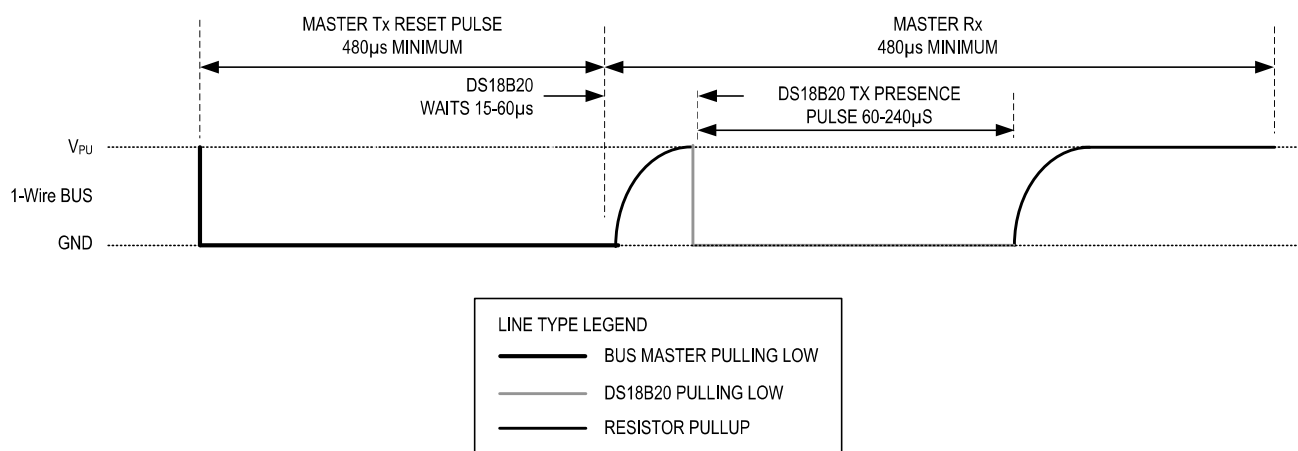 MASTER Tx RESET PULSE
480µs MINIMUM
MASTER Rx
480µs MINIMUM
DS18B20
WAITS 15-60µs
DS18B20 TX PRESENCE
PULSE 60-240µS
VPU
1-Wire BUS
GND
LINE TYPE LEGEND
BUS MASTER PULLING LOW
DS18B20 PULLING LOW
RESISTOR PULLUP